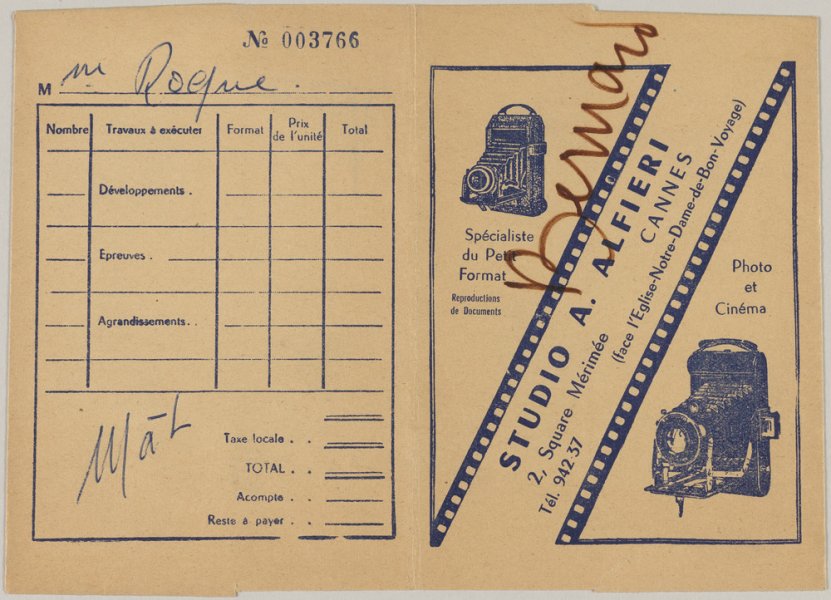 № 003766
Mme Roque.
Nombre Travaux à exécuter Format Prix de l'unité Total
Développements .
Epreuves .
Agrandissements. .
Mât
Taxe locale . .
TOTAL . .
Acompte . .
Reste à payer . .
Bernard
Spécialiste
du Petit
Format
Reproductions
de Documents
STUDIO A. ALFIERI
2, Square Mérimée CANNES
Tél. 942-37 (face l'Eglise-Notre-Dame-de-Bon-Voyage)
Photo
et
Cinéma